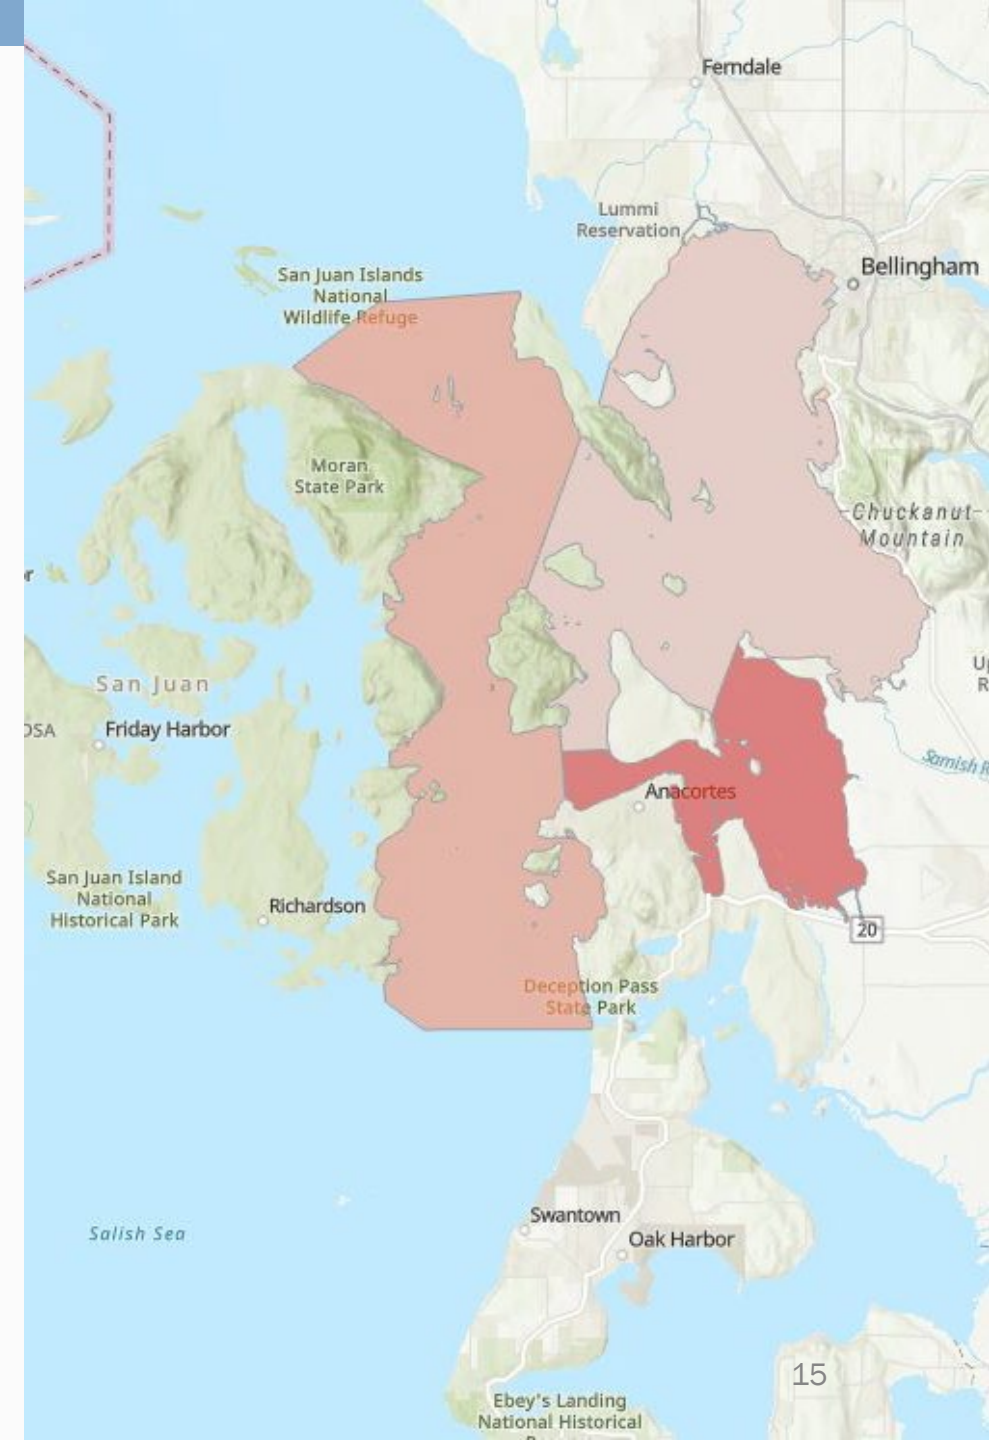 Ferndale
Lummi
Reservation
Bellingham
San Juan Islands
National
Wildlife Refuge
Moran
State Park
Chuckanut
Mountain
San Juan
Friday Harbor
Samish
Anacortes
San Juan Island
National
Historical Park
Richardson
20
Deception Pass
State Park
Swantown
Salish Sea
Oak Harbor
15
Ebey's Landing
National Historical